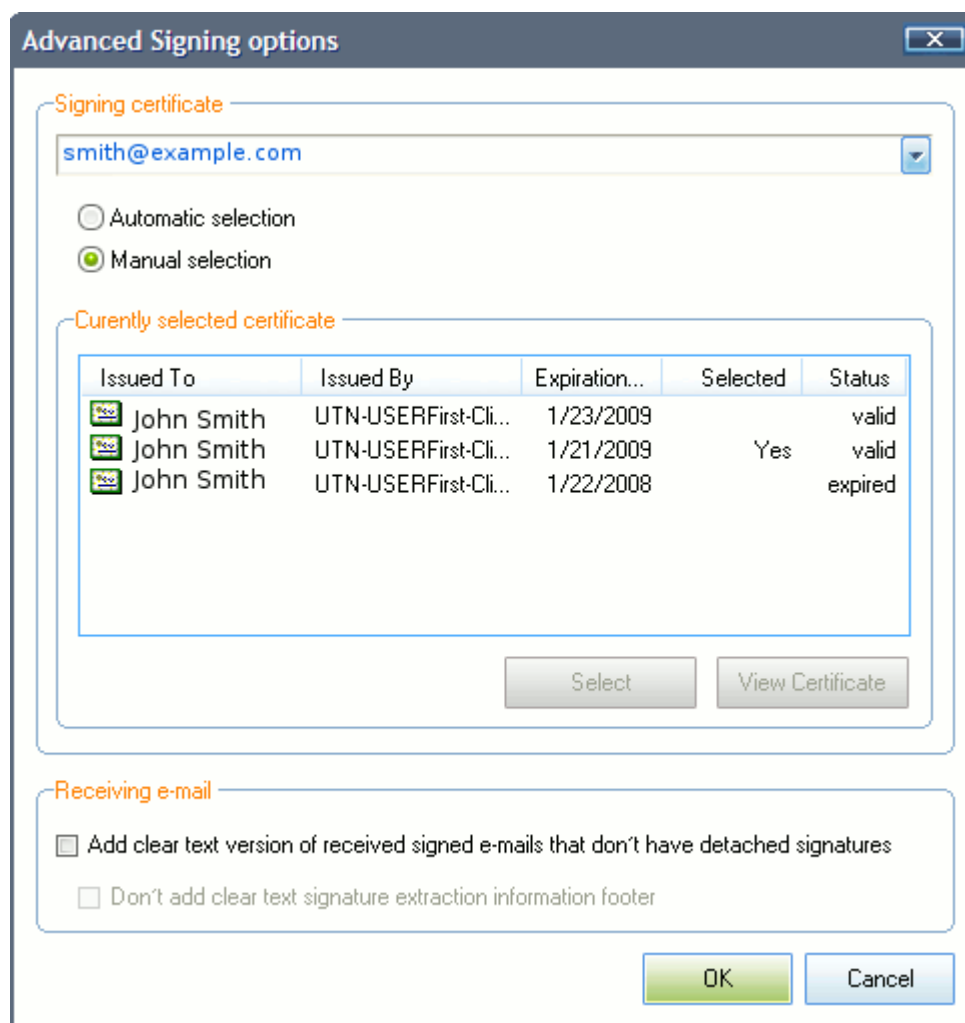 Advanced Signing options
Signing certificate
smith@example.com
Automatic selection
Manual selection
Curently selected certificate
Issued To Issued By Expiration... Selected Status
John Smith UTN-USERFirst-Cli... 1/23/2009 valid
John Smith UTN-USERFirst-Cli... 1/21/2009 Yes valid
John Smith UTN-USERFirst-Cli... 1/22/2008 expired
Select View Certificate
Receiving e-mail
Add clear text version of received signed e-mails that don´t have detached signatures
Don´t add clear text signature extraction information footer
OK Cancel